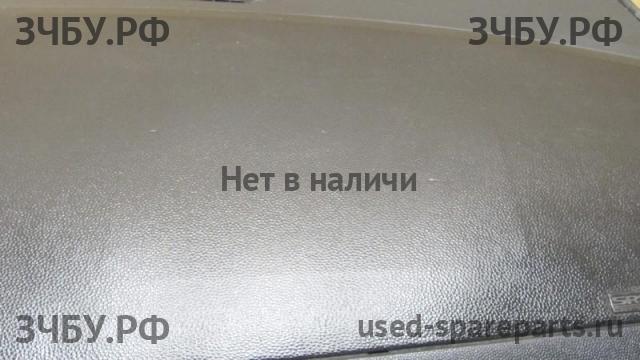 ЗЧБУ.РФ ЗЧБУ.РФ
Нет в наличи
ЗЧБУ.РФ used-spareparts.ru